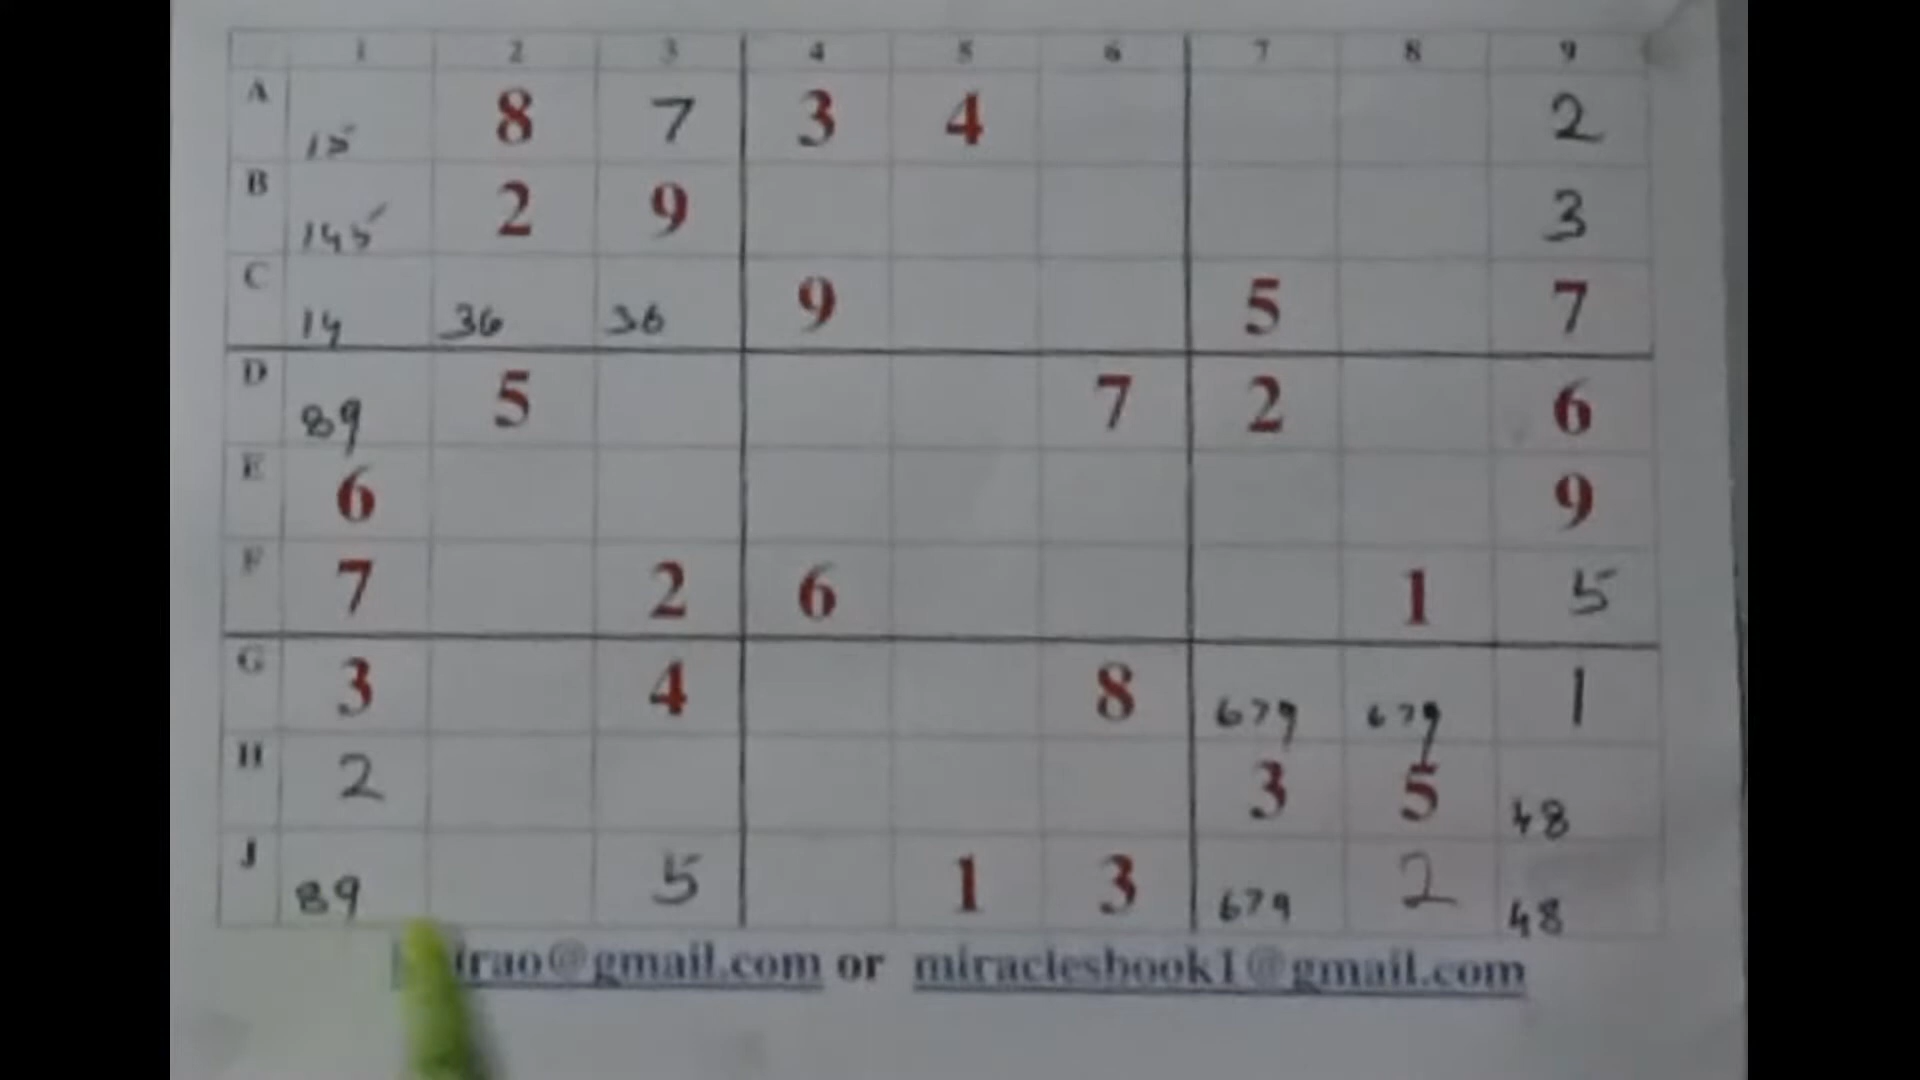 1 2 3 4 5 6 7 8 9
A 15 8 7 3 4 2
B 145 2 9 3
C 14 36 36 9 5 7
D 89 5 7 2 6
E 6 9
F 7 2 6 1 5
G 3 4 8 679 679 1
H 2 3 5 48
J 89 5 1 3 679 2 48
irao@gmail.com or miraclesbook1@gmail.com